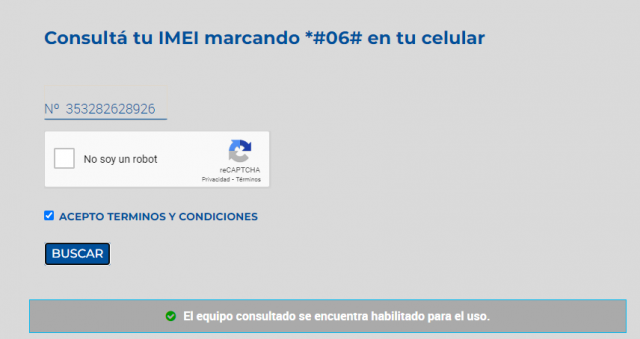 Consultá tu IMEI marcando *#06# en tu celular
Nº 353282628926
No soy un robot
reCAPTCHA
Privacidad - Términos
ACEPTO TERMINOS Y CONDICIONES
BUSCAR
El equipo consultado se encuentra habilitado para el uso.